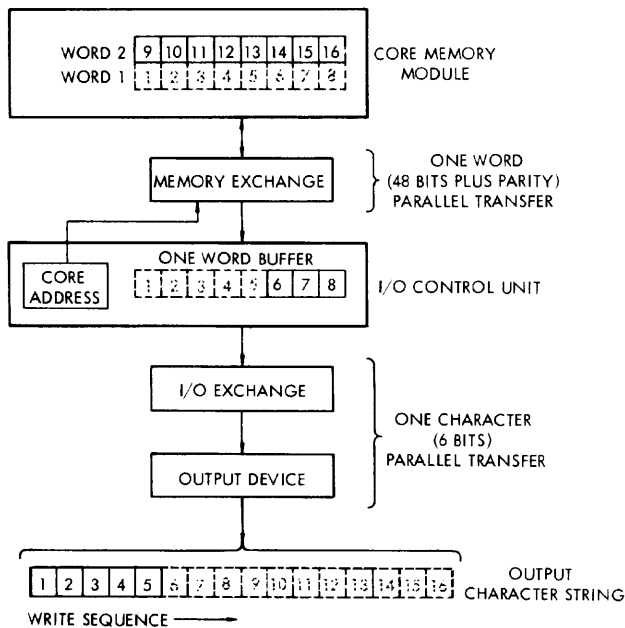 WORD 2 9 10 11 12 13 14 15 16
WORD 1 1 2 3 4 5 6 7 8
CORE MEMORY
MODULE
MEMORY EXCHANGE
ONE WORD
(48 BITS PLUS PARITY)
PARALLEL TRANSFER
ONE WORD BUFFER
CORE
ADDRESS
1 2 3 4 5 6 7 8
I/O CONTROL UNIT
I/O EXCHANGE
ONE CHARACTER
(6 BITS)
PARALLEL TRANSFER
OUTPUT DEVICE
1 2 3 4 5 6 7 8 9 10 11 12 13 14 15 16
OUTPUT
CHARACTER STRING
WRITE SEQUENCE